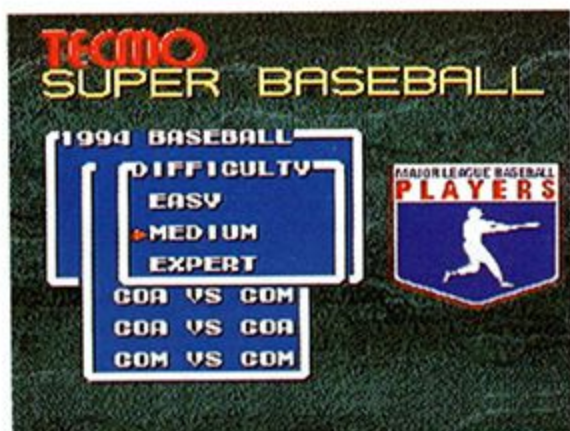 TECMO
SUPER BASEBALL
1994 BASEBALL
DIFFICULTY
EASY
MEDIUM
EXPERT
COA VS COM
COA VS COA
COM VS COM
MAJOR LEAGUE BASEBALL
PLAYERS